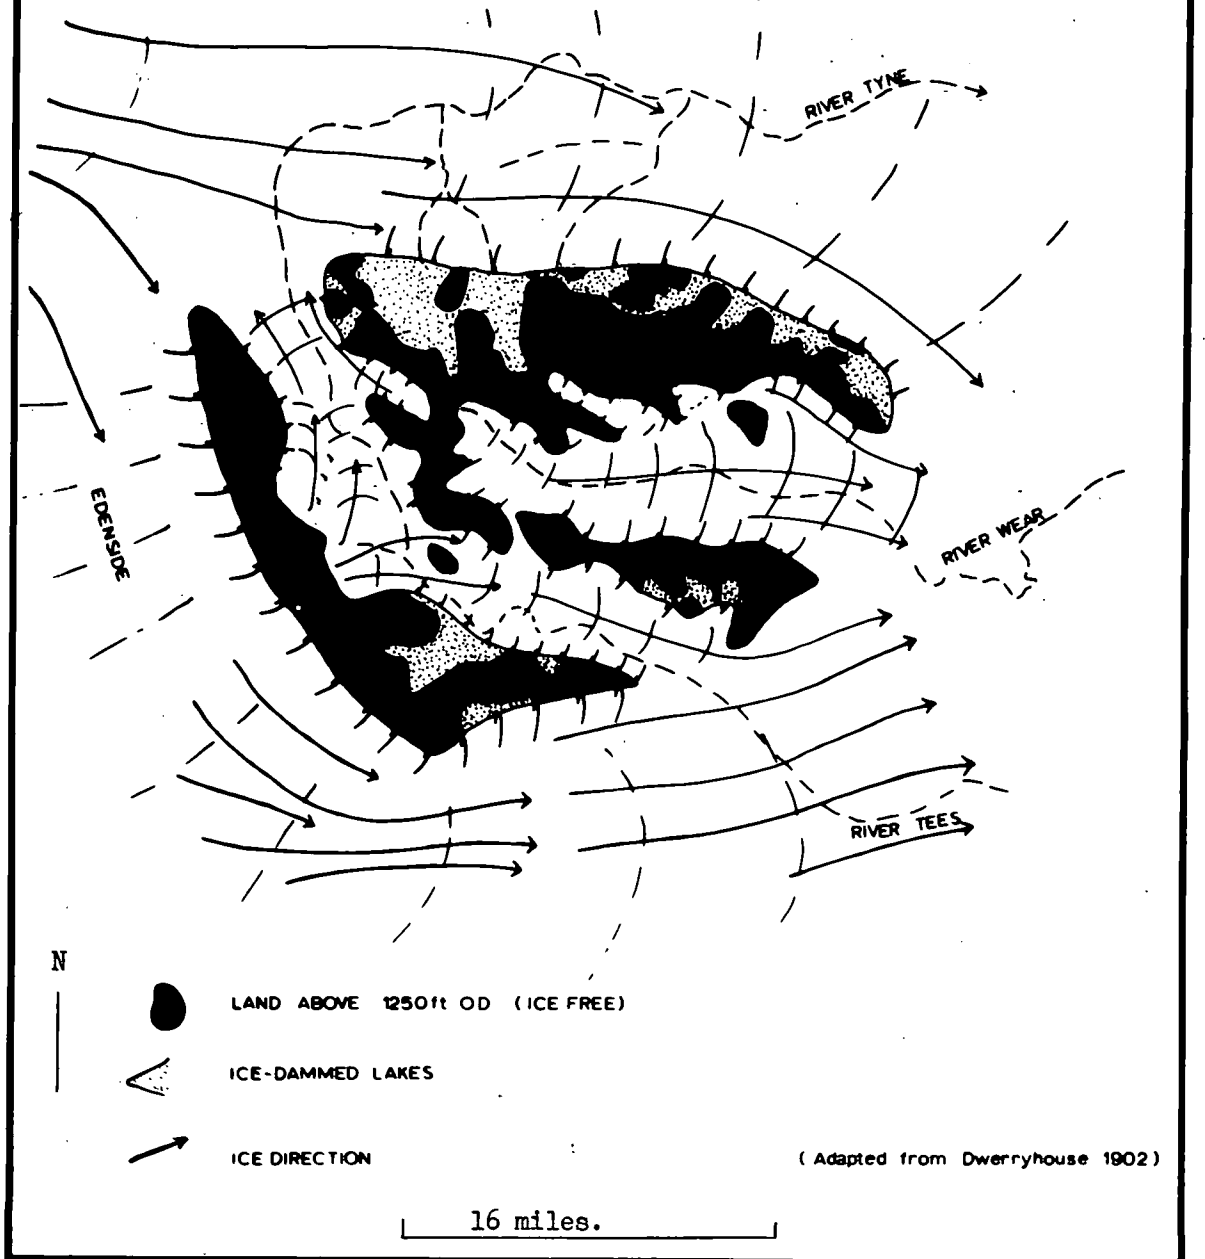 RIVER TYNE
EDENSIDE
RIVER WEAR
RIVER TEES
N
LAND ABOVE 1250ft OD (ICE FREE)
ICE-DAMMED LAKES
ICE DIRECTION
(Adapted from Dwerryhouse 1902)
16 miles.